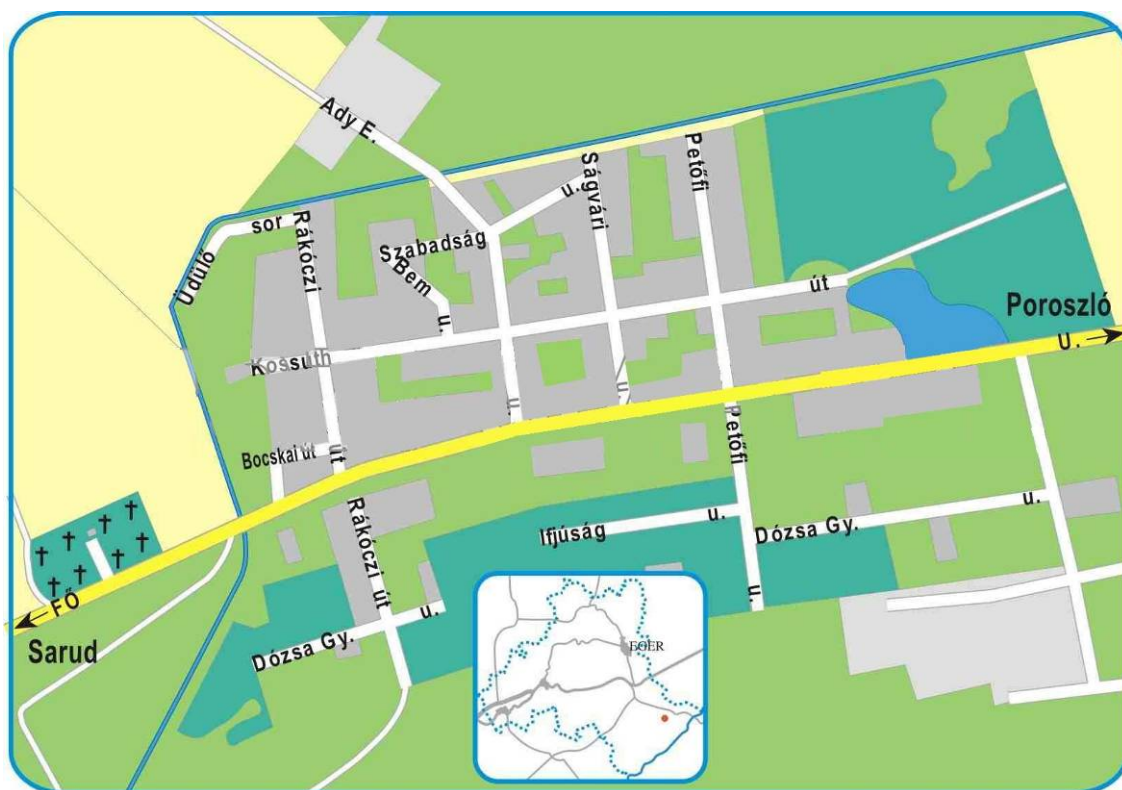 Ady E.
Petőfi
Ságvári
u.
sor
Rákóczi
Szabadság
Bem
Üdülő
u.
út
Poroszló
U.
Kossuth
u.
u.
Petőfi
Bocskai út
út
Rákóczi út
Ifjúság
u.
Dózsa Gy.
u.
FŐ
Sarud
Dózsa Gy.
u.
u.
EGER